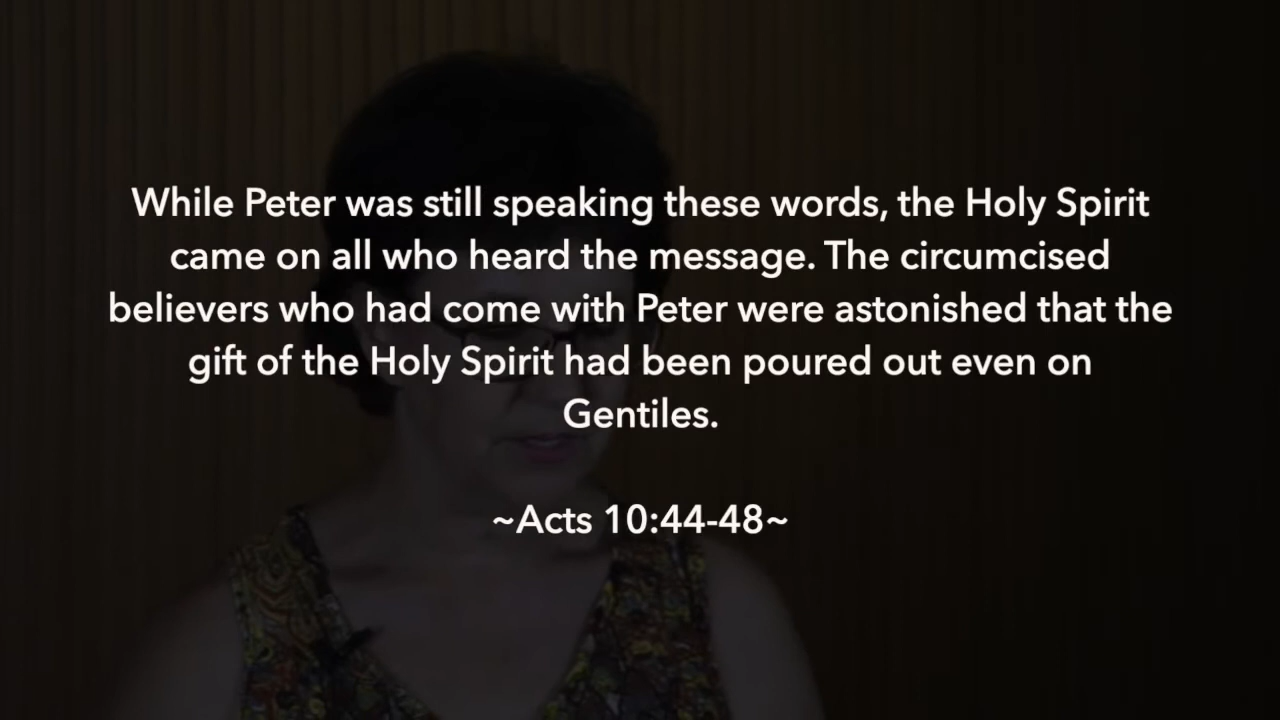 While Peter was still speaking these words, the Holy Spirit
came on all who heard the message. The circumcised
believers who had come with Peter were astonished that the
gift of the Holy Spirit had been poured out even on
Gentiles.
~Acts 10:44-48~